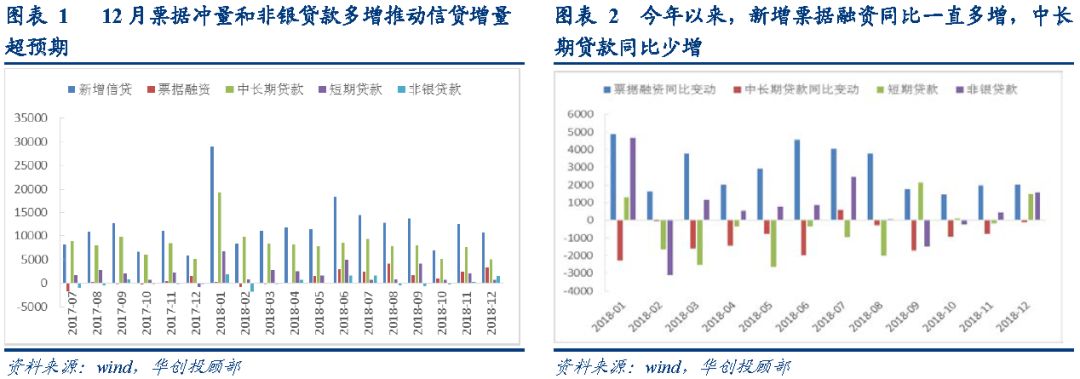 图表 1 12月票据冲量和非银贷款多增推动信贷增量
超预期
新增信贷 票据融资 中长期贷款 短期贷款 非银贷款
35000
30000
25000
20000
15000
10000
5000
0
-5000
2017-07 2017-08 2017-09 2017-10 2017-11 2017-12 2018-01 2018-02 2018-03 2018-04 2018-05 2018-06 2018-07 2018-08 2018-09 2018-10 2018-11 2018-12
资料来源：wind，华创投顾部
图表 2 今年以来，新增票据融资同比一直多增，中长
期贷款同比少增
票据融资同比变动 中长期贷款同比变动 短期贷款 非银贷款
6000
5000
4000
3000
2000
1000
0
-1000
-2000
-3000
-4000
2018-01 2018-02 2018-03 2018-04 2018-05 2018-06 2018-07 2018-08 2018-09 2018-10 2018-11 2018-12
资料来源：wind，华创投顾部